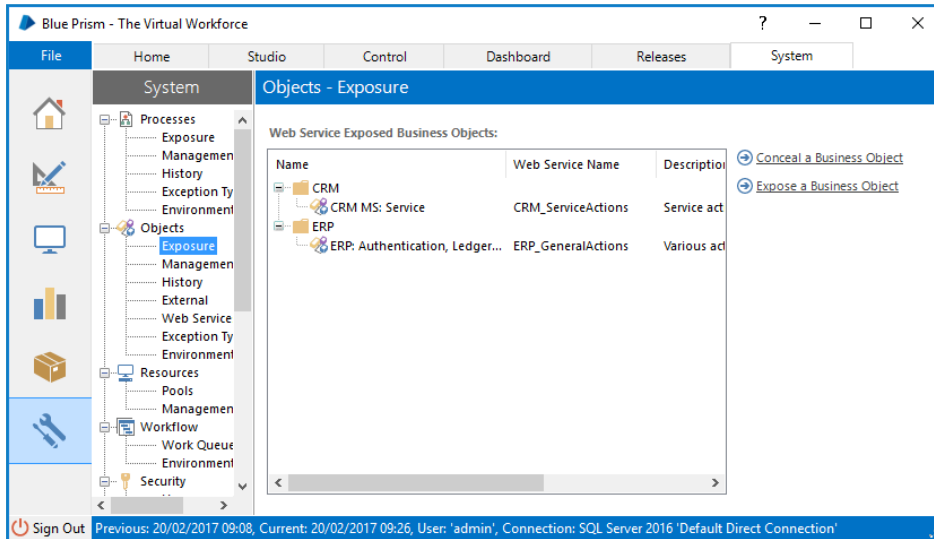 Blue Prism - The Virtual Workforce
?
File Home Studio Control Dashboard Releases System
System
Objects - Exposure
Processes
Exposure
Managemen
History
Exception Ty
Environment
Objects
Exposure
Managemen
History
External
Web Service
Exception Ty
Environment
Resources
Pools
Managemen
Workflow
Work Queue
Environment
Security
Web Service Exposed Business Objects:
Name Web Service Name Description
CRM
CRM MS: Service CRM_ServiceActions Service act
ERP
ERP: Authentication, Ledger... ERP_GeneralActions Various act
Conceal a Business Object
Expose a Business Object
Sign Out Previous: 20/02/2017 09:08, Current: 20/02/2017 09:26, User: 'admin', Connection: SQL Server 2016 'Default Direct Connection'